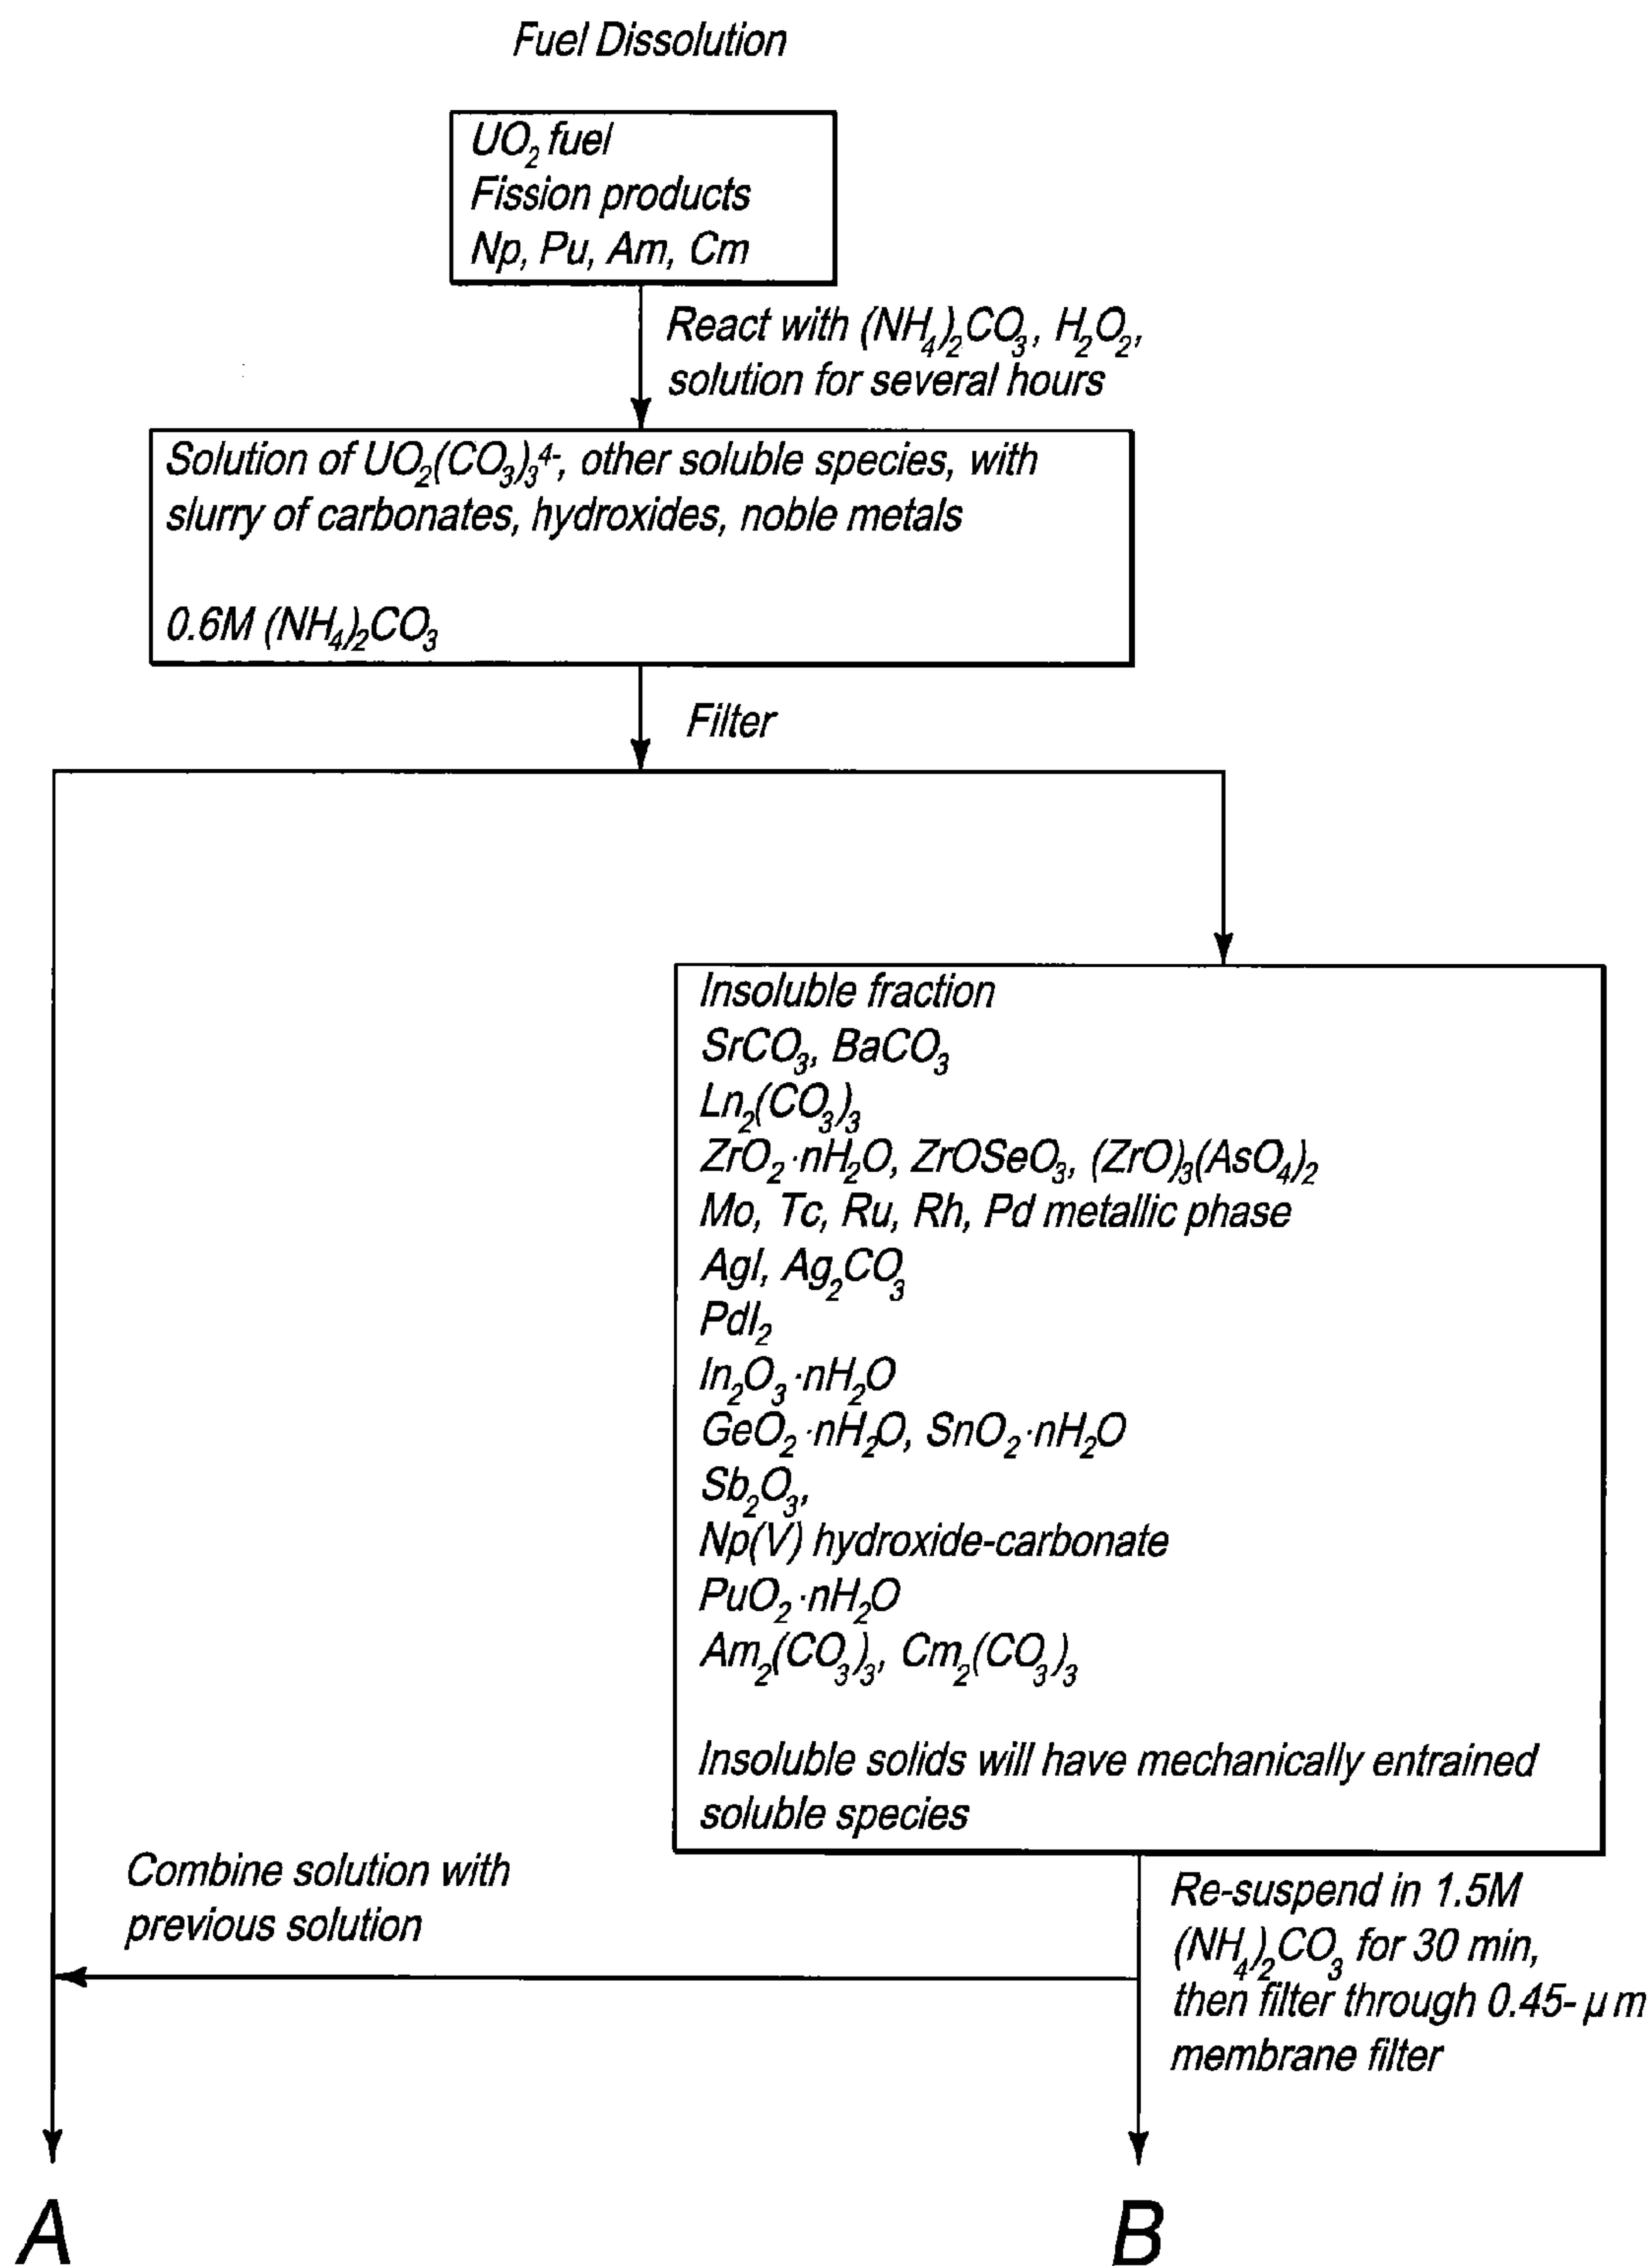 Fuel Dissolution
UO₂ fuel
Fission products
Np, Pu, Am, Cm
React with (NH₄)₂CO₃, H₂O₂,
solution for several hours
Solution of UO₂(CO₃)₃⁴⁻, other soluble species, with
slurry of carbonates, hydroxides, noble metals
0.6M (NH₄)₂CO₃
Filter
Insoluble fraction
SrCO₃, BaCO₃
Ln₂(CO₃)₃
ZrO₂·nH₂O, ZrOSeO₃, (ZrO)₃(AsO₄)₂
Mo, Tc, Ru, Rh, Pd metallic phase
AgI, Ag₂CO₃
PdI₂
In₂O₃·nH₂O
GeO₂·nH₂O, SnO₂·nH₂O
Sb₂O₃,
Np(V) hydroxide-carbonate
PuO₂·nH₂O
Am₂(CO₃)₃, Cm₂(CO₃)₃
Insoluble solids will have mechanically entrained
soluble species
Combine solution with
previous solution
Re-suspend in 1.5M
(NH₄)₂CO₃ for 30 min,
then filter through 0.45-μm
membrane filter
A
B